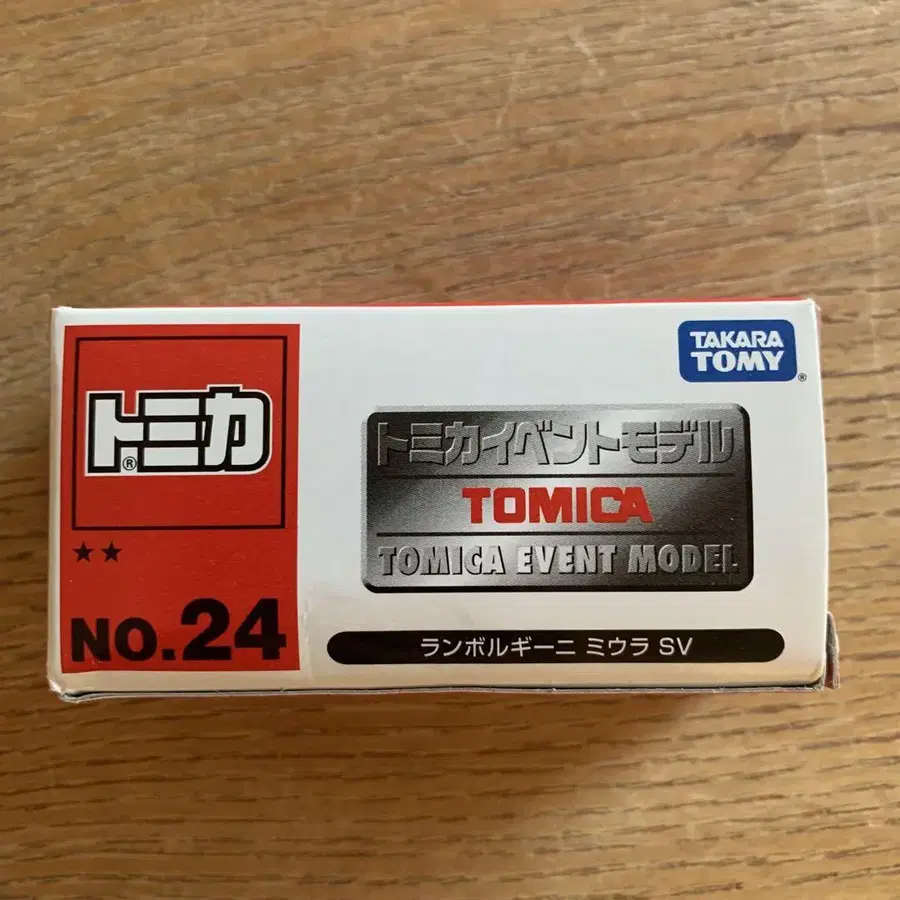 トミカ®
★★
NO.24
TAKARA
TOMY®
トミカイベントモデル
TOMICA
TOMICA EVENT MODEL
ランボルギーニ ミウラ SV